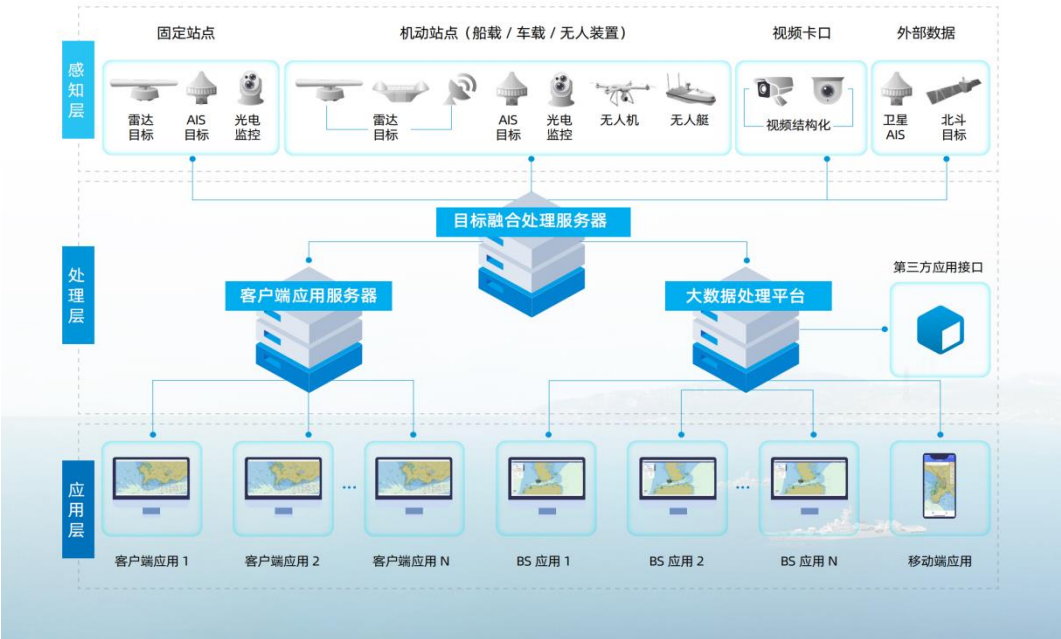 固定站点
机动站点（船载 / 车载 / 无人装置）
视频卡口
外部数据
感知层
雷达
目标
AIS
目标
光电
监控
雷达
目标
AIS
目标
光电
监控
无人机
无人艇
视频结构化
卫星
AIS
北斗
目标
目标融合处理服务器
处理层
客户端应用服务器
大数据处理平台
第三方应用接口
应用层
客户端应用 1
客户端应用 2
...
客户端应用 N
BS 应用 1
BS 应用 2
...
BS 应用 N
移动端应用